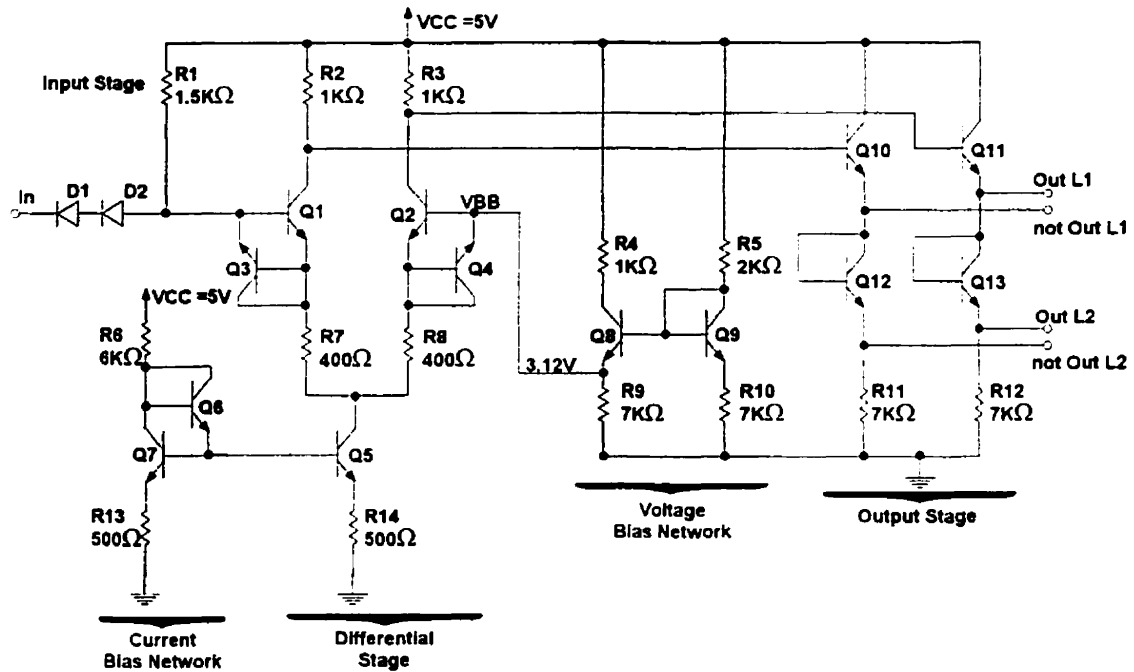 VCC =5V
Input Stage
R1
1.5KΩ
R2
1KΩ
R3
1KΩ
In
D1
D2
Q1
Q2
VBB
Q3
Q4
VCC =5V
R6
6KΩ
R7
400Ω
R8
400Ω
Q6
Q7
Q5
R13
500Ω
R14
500Ω
3.12V
R4
1KΩ
R5
2KΩ
Q8
Q9
R9
7KΩ
R10
7KΩ
Q10
Q11
Out L1
not Out L1
Q12
Q13
Out L2
not Out L2
R11
7KΩ
R12
7KΩ
Current
Bias Network
Differential
Stage
Voltage
Bias Network
Output Stage